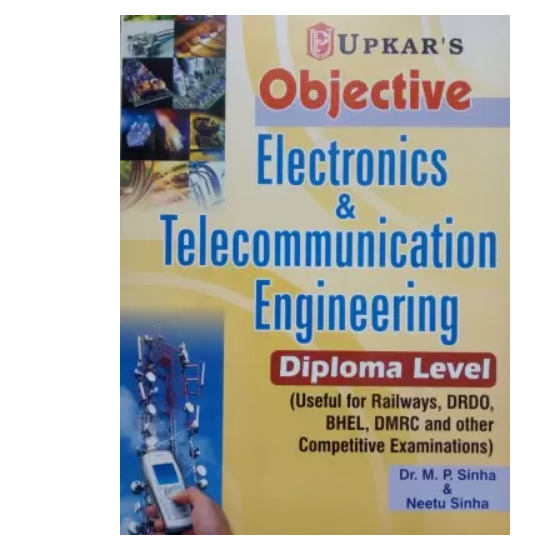 UPKAR'S
Objective
Electronics
&
Telecommunication
Engineering
Diploma Level
(Useful for Railways, DRDO,
BHEL, DMRC and other
Competitive Examinations)
Dr. M. P. Sinha
&
Neetu Sinha